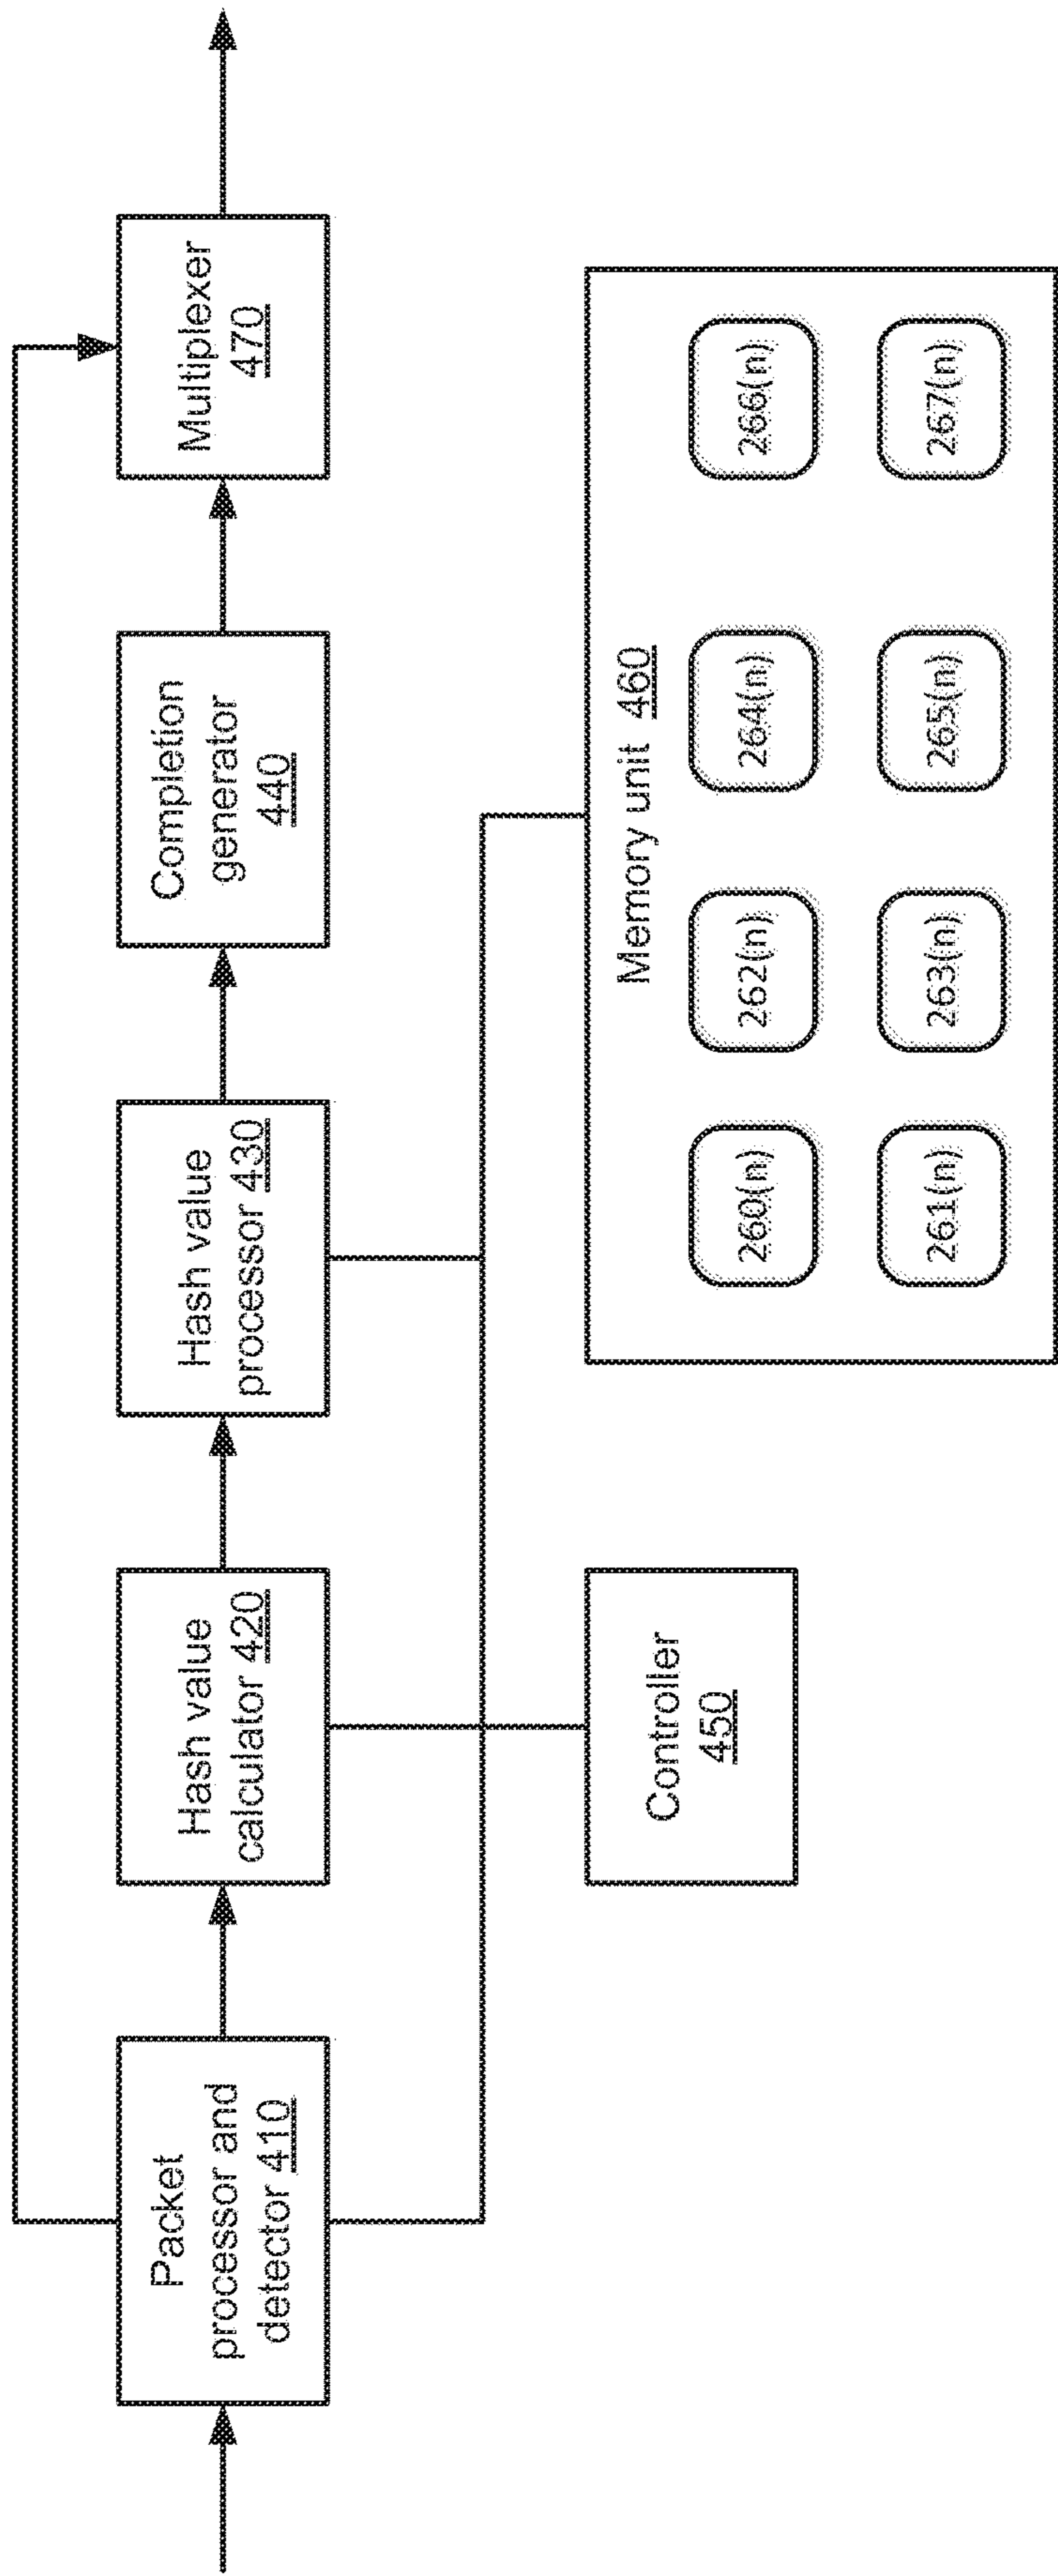 Packet
processor and
detector 410
Hash value
calculator 420
Hash value
processor 430
Completion
generator
440
Multiplexer
470
Controller
450
Memory unit 460
260(n)
262(n)
264(n)
266(n)
261(n)
263(n)
265(n)
267(n)